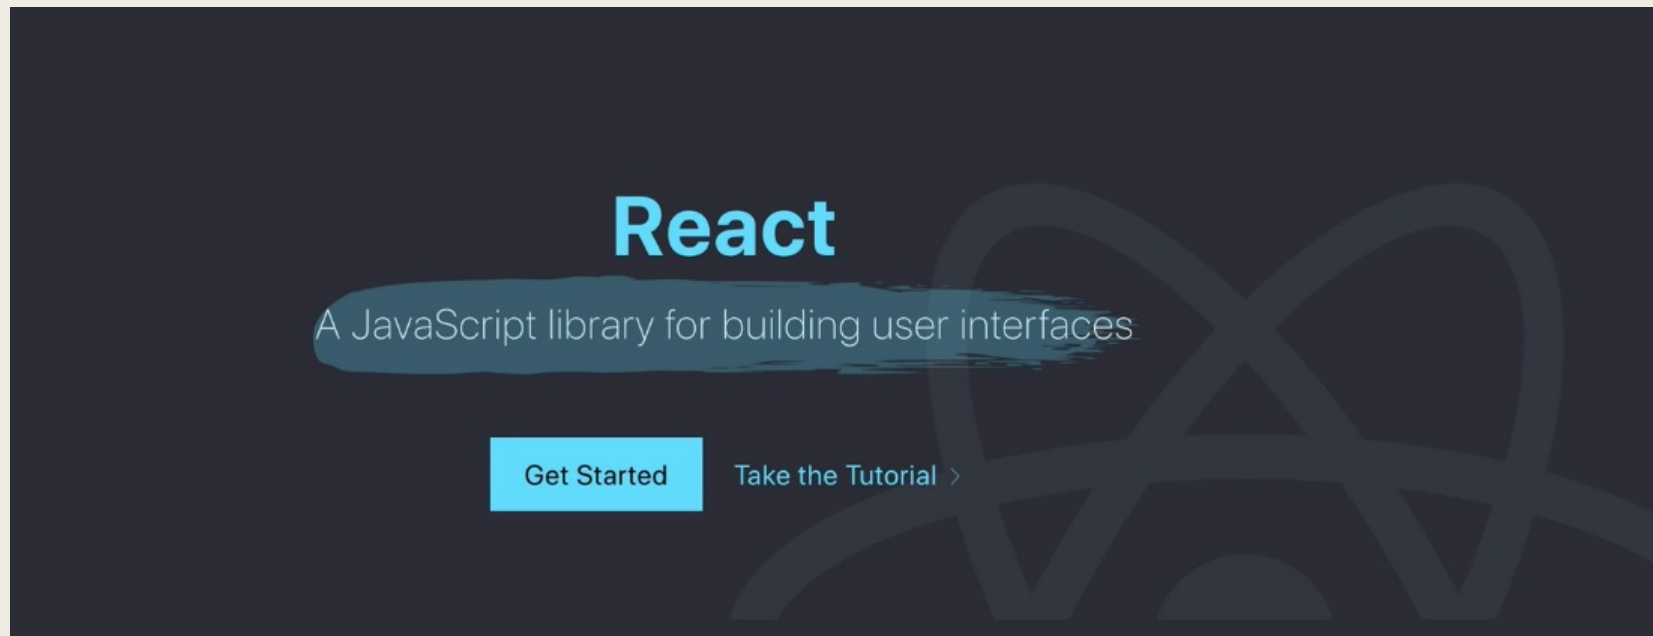 React
A JavaScript library for building user interfaces
Get Started
Take the Tutorial >